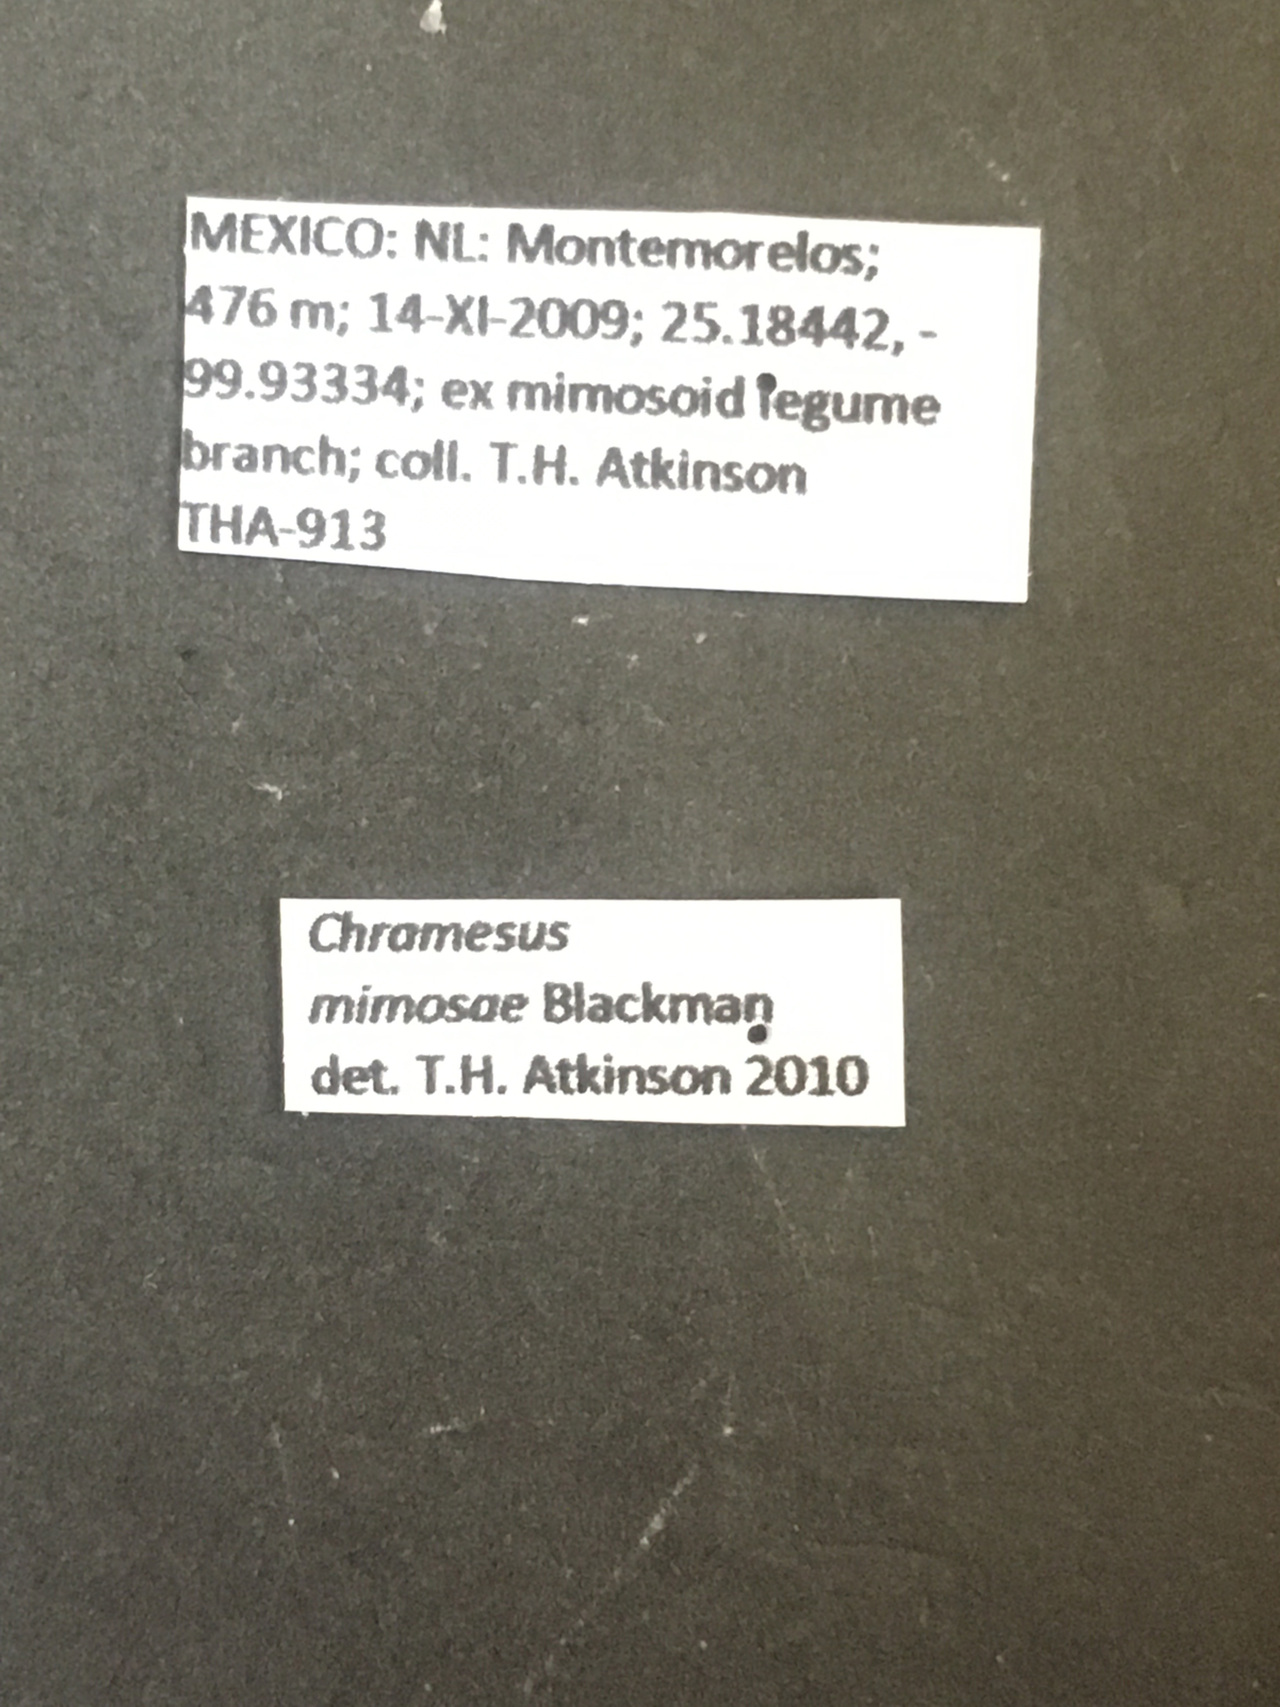 MEXICO: NL: Montemorelos;
476 m; 14-XI-2009; 25.18442, -
99.93334; ex mimosoid legume
branch; coll. T.H. Atkinson
THA-913
Chramesus
mimosae Blackman
det. T.H. Atkinson 2010